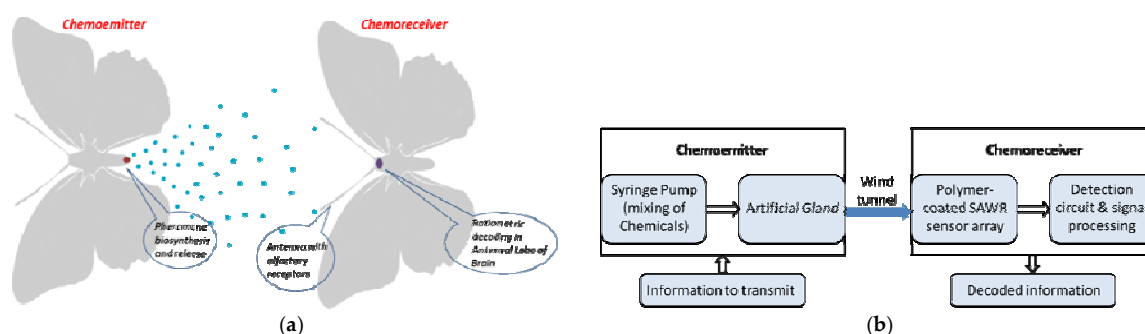 Chemoemitter
Chemoreceiver
Pheromone
biosynthesis
and release
Antenna with
olfactory
receptors
Ratiometric
decoding in
Antennal Lobe of
Brain
(a)
Chemoemitter
Syringe Pump
(mixing of
Chemicals)
Artificial Gland
Information to transmit
Wind
tunnel
Chemoreceiver
Polymer-
coated SAWR
sensor array
Detection
circuit & signal
processing
Decoded information
(b)